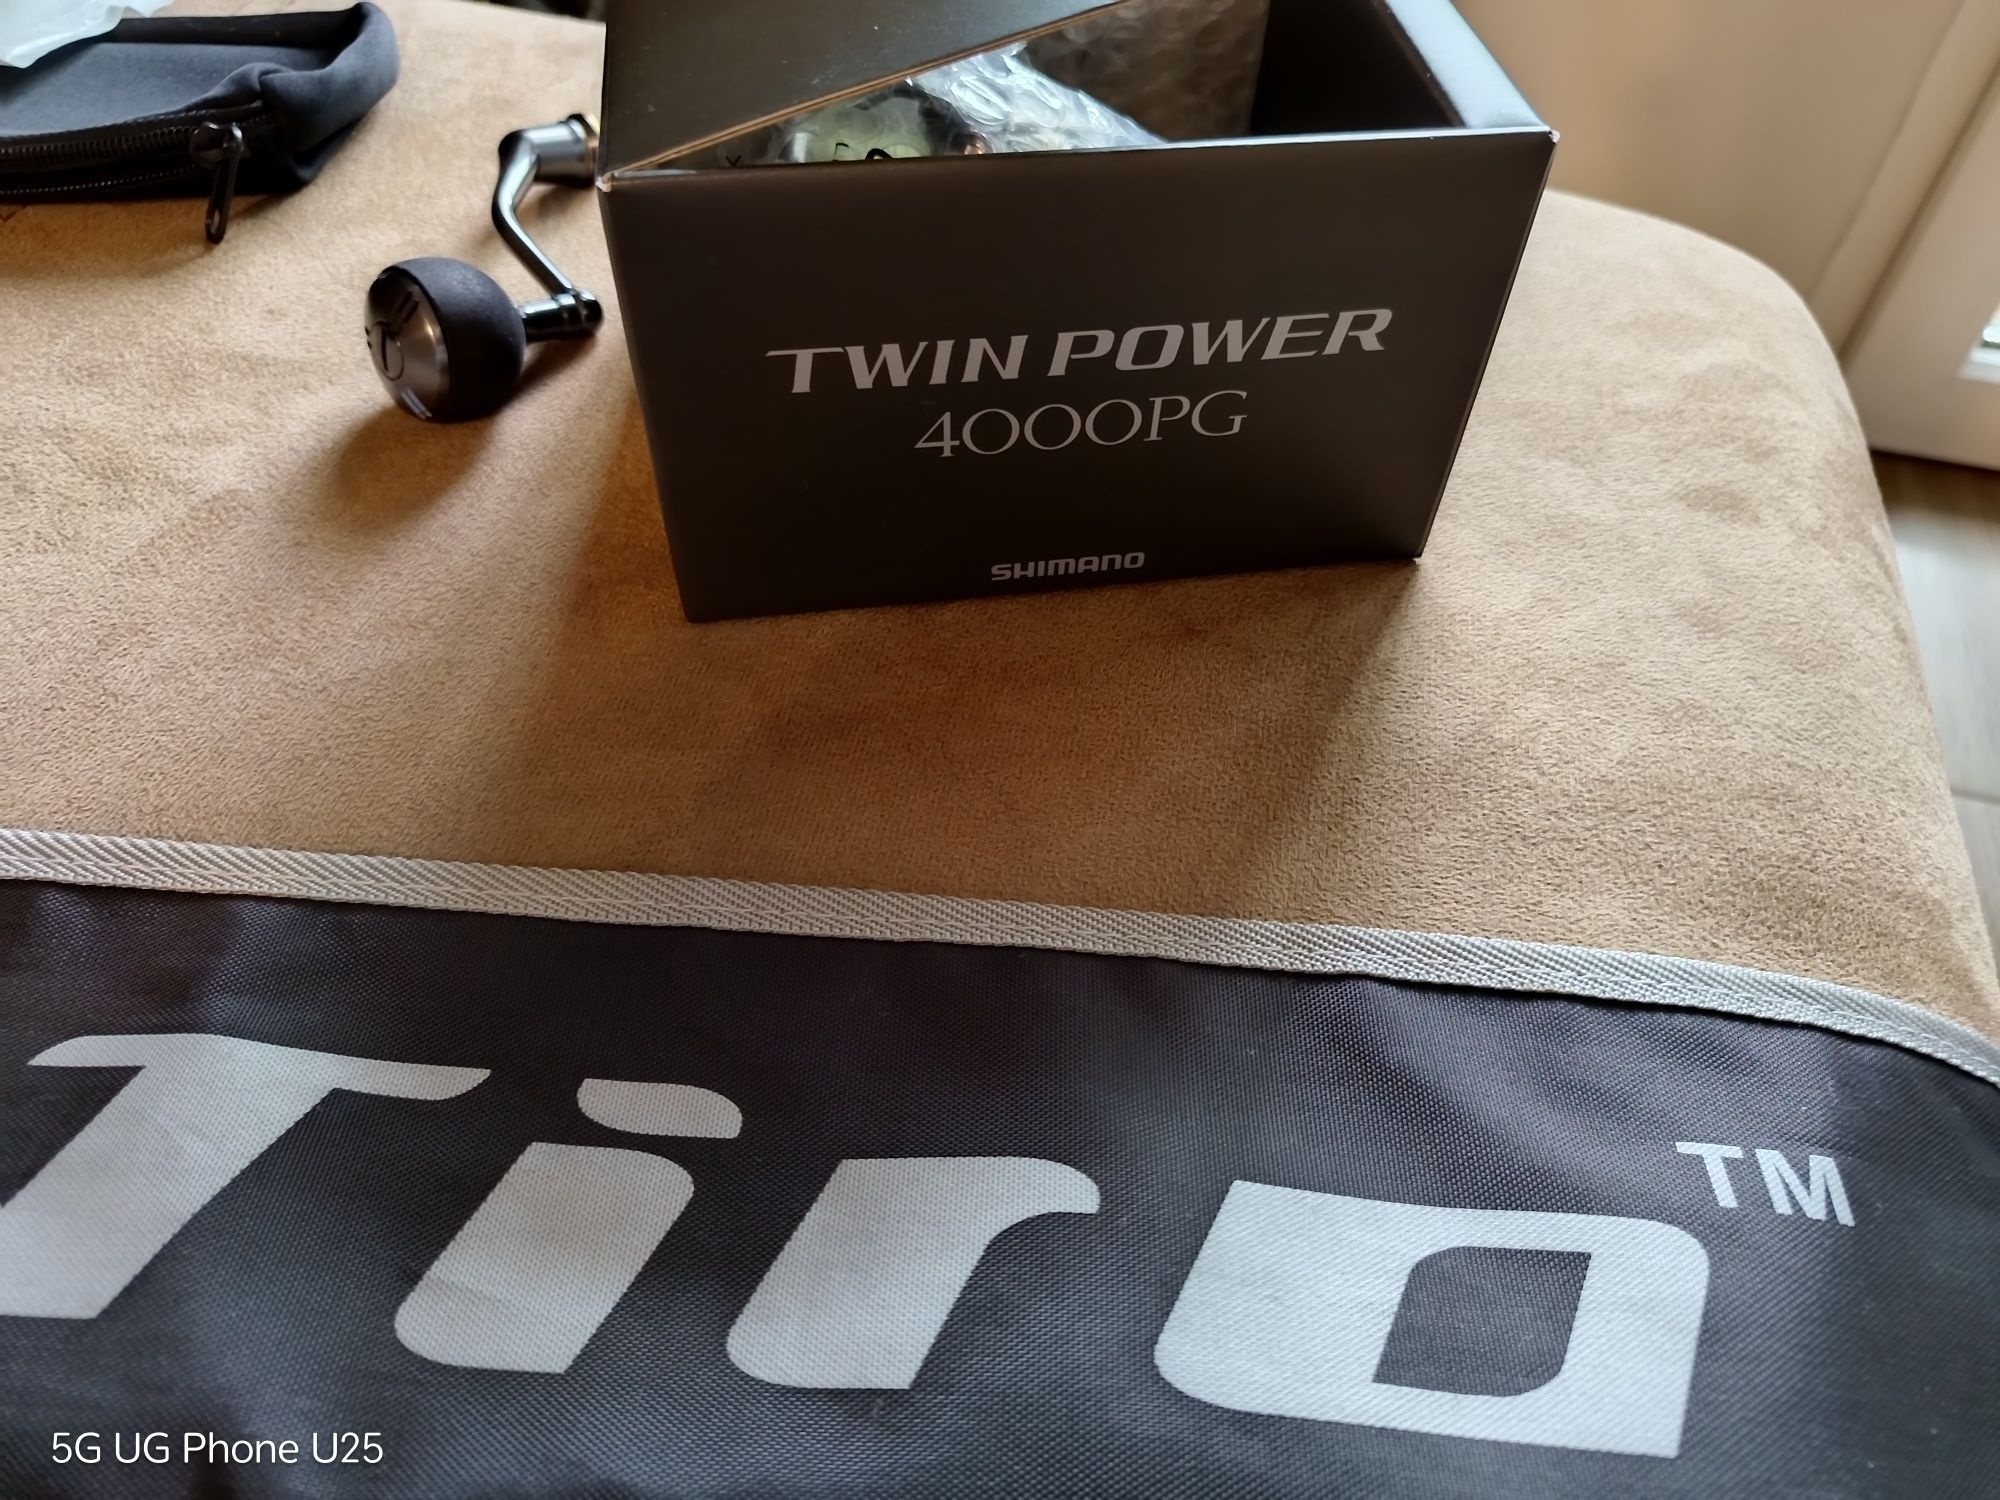 TWIN POWER
4000PG
SHIMANO
Tiro™
5G UG Phone U25